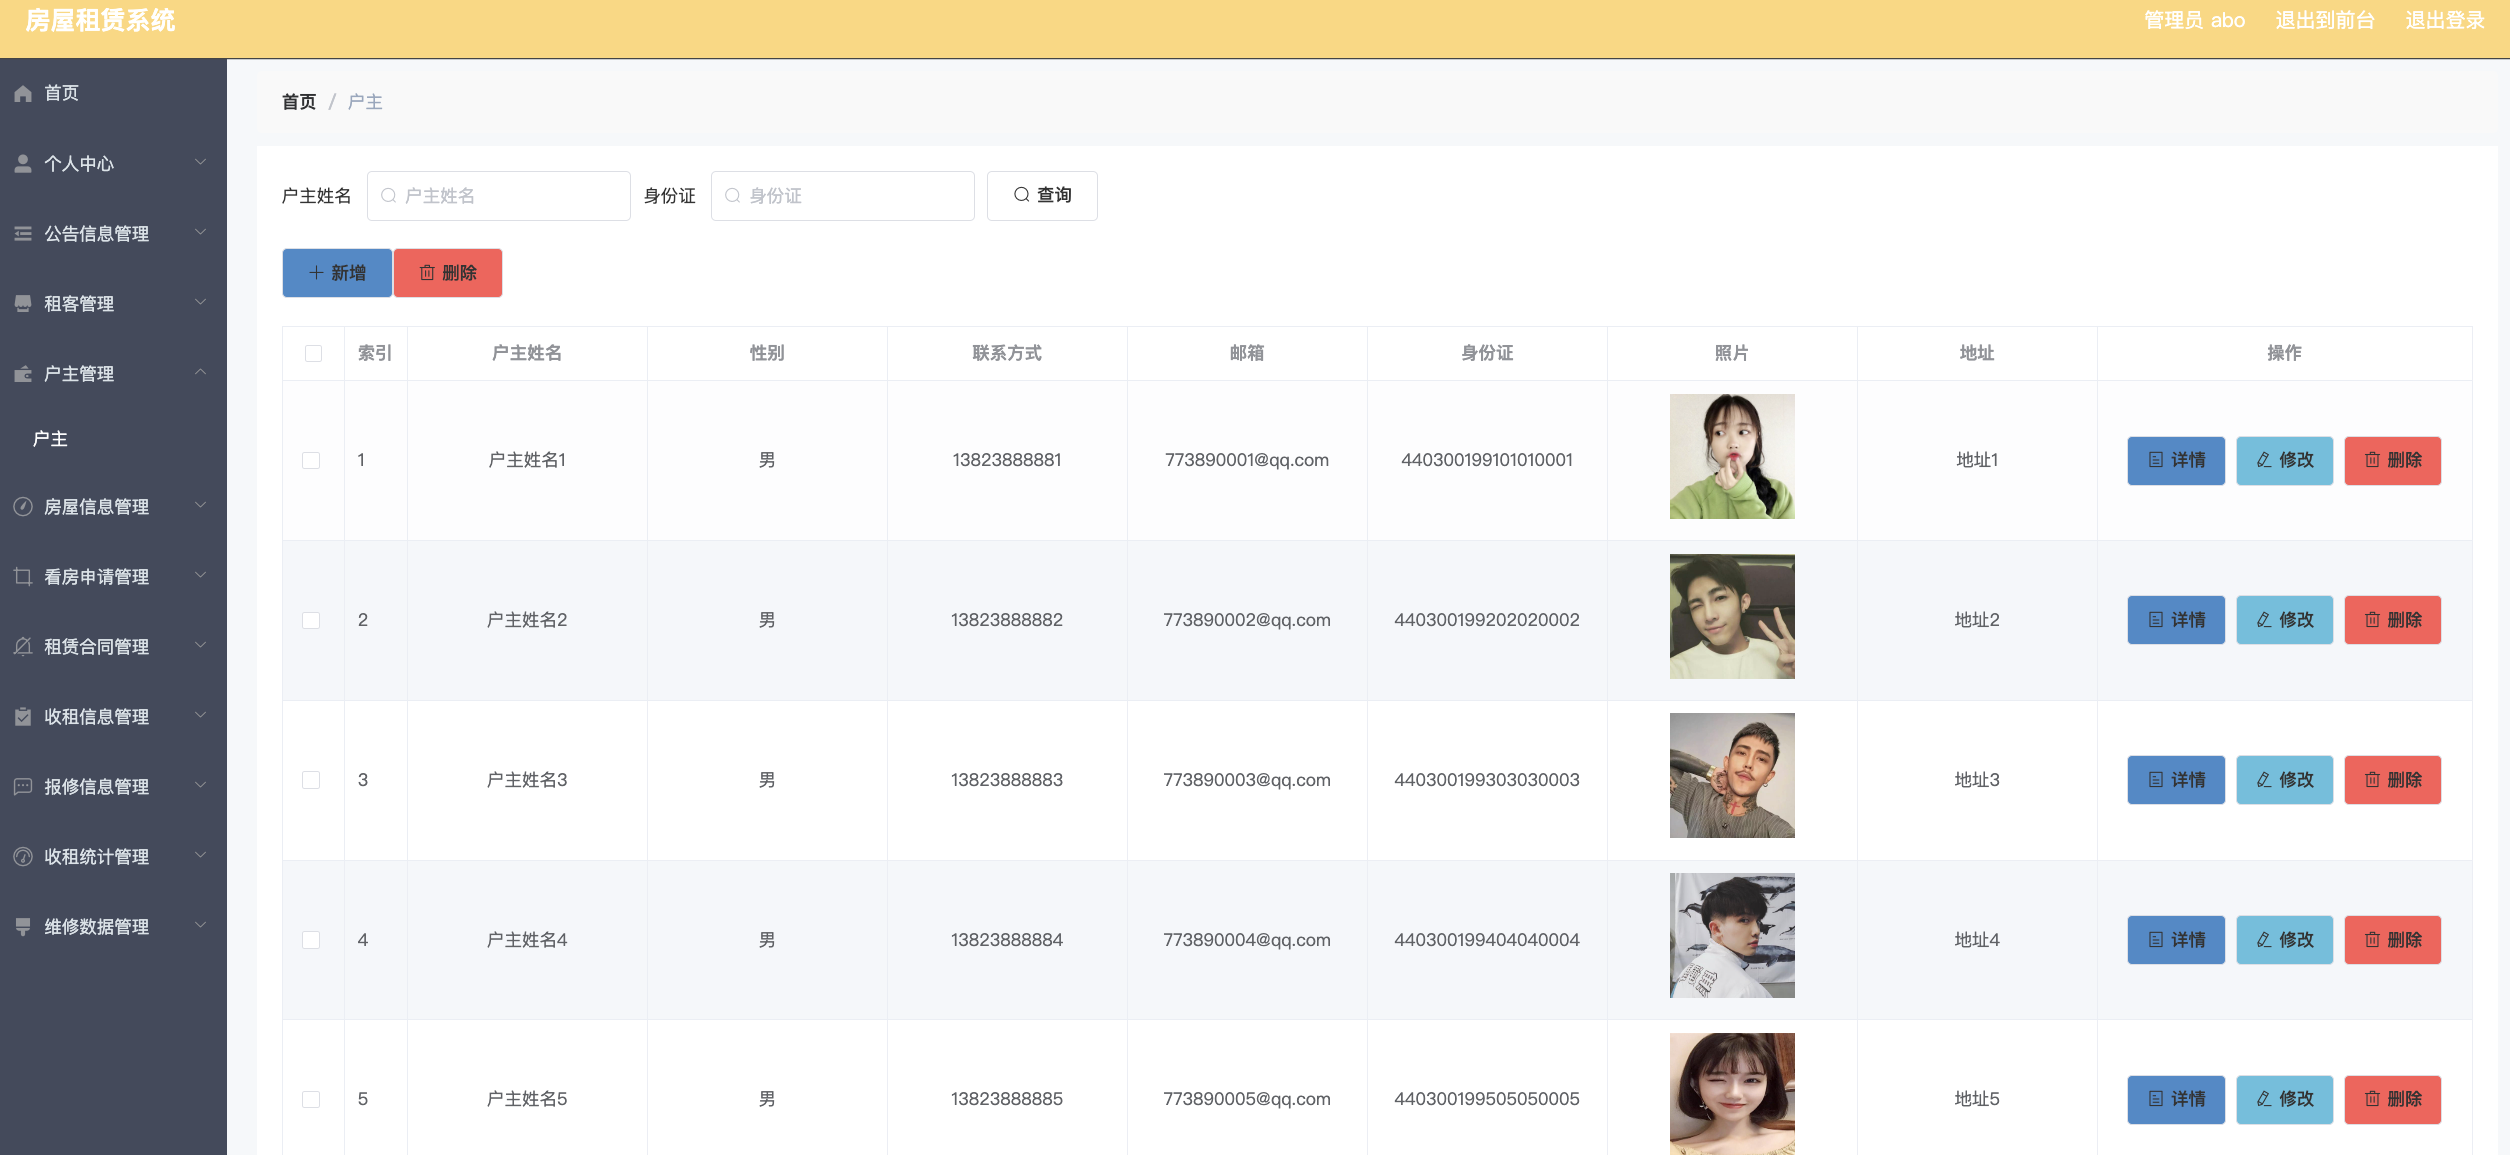 房屋租赁系统 管理员 abo 退出到前台 退出登录
首页
个人中心
公告信息管理
租客管理
户主管理
户主
房屋信息管理
看房申请管理
租赁合同管理
收租信息管理
报修信息管理
收租统计管理
维修数据管理
首页 / 户主
户主姓名 户主姓名 身份证 身份证 查询
新增 删除
索引 户主姓名 性别 联系方式 邮箱 身份证 照片 地址 操作
1 户主姓名1 男 13823888881 773890001@qq.com 440300199101010001 地址1 详情 修改 删除
2 户主姓名2 男 13823888882 773890002@qq.com 440300199202020002 地址2 详情 修改 删除
3 户主姓名3 男 13823888883 773890003@qq.com 440300199303030003 地址3 详情 修改 删除
4 户主姓名4 男 13823888884 773890004@qq.com 440300199404040004 地址4 详情 修改 删除
5 户主姓名5 男 13823888885 773890005@qq.com 440300199505050005 地址5 详情 修改 删除